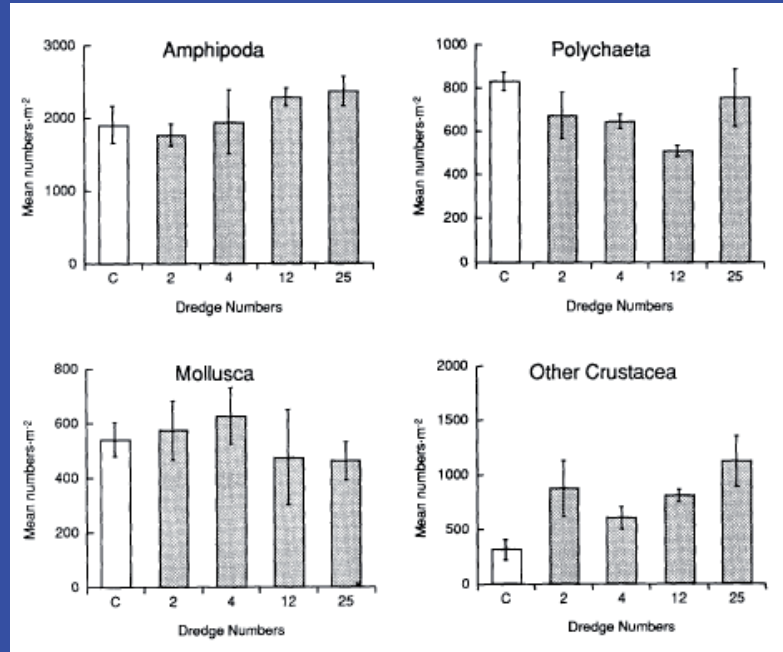 Amphipoda
3000
2000
1000
0
Mean numbers·m⁻²
C 2 4 12 25
Dredge Numbers
Polychaeta
1000
800
600
400
200
0
Mean numbers·m⁻²
C 2 4 12 25
Dredge Numbers
Mollusca
800
600
400
200
0
Mean numbers·m⁻²
C 2 4 12 25
Dredge Numbers
Other Crustacea
2000
1500
1000
500
0
Mean numbers·m⁻²
C 2 4 12 25
Dredge Numbers